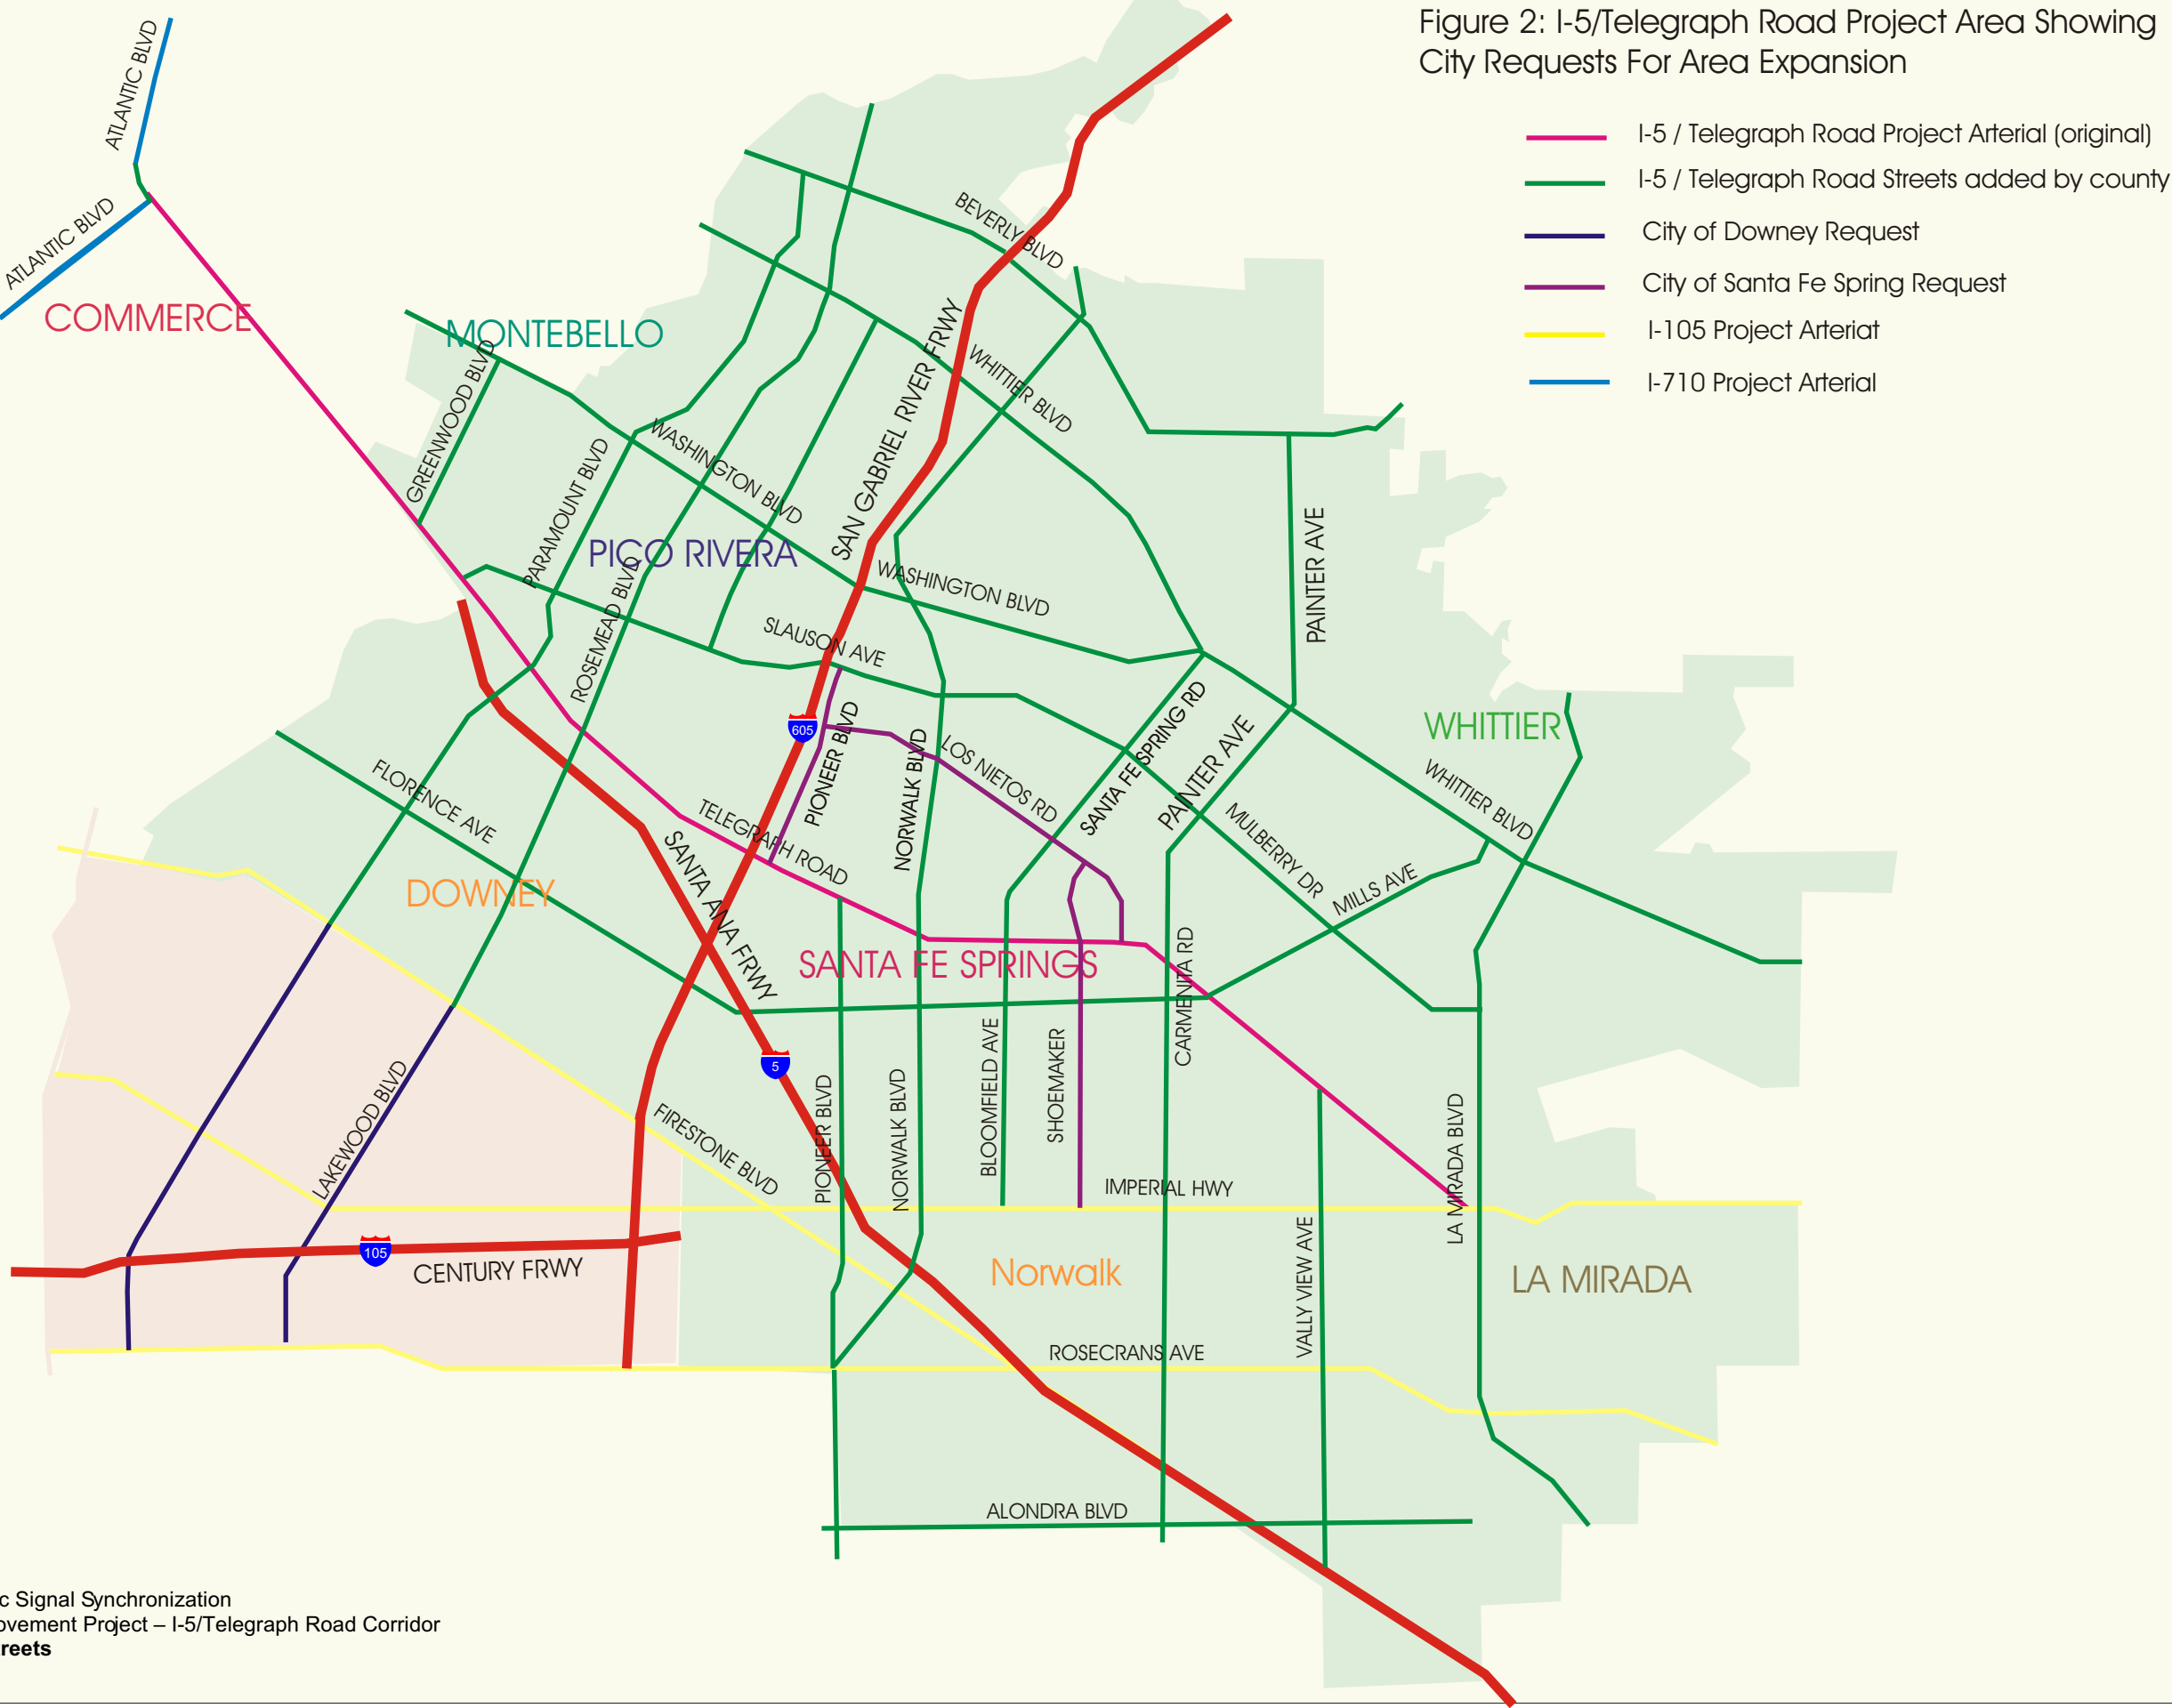 Figure 2: I-5/Telegraph Road Project Area Showing
City Requests For Area Expansion
I-5 / Telegraph Road Project Arterial (original)
I-5 / Telegraph Road Streets added by county
City of Downey Request
City of Santa Fe Spring Request
I-105 Project Arteriat
I-710 Project Arterial
ATLANTIC BLVD
ATLANTIC BLVD
COMMERCE
MONTEBELLO
GREENWOOD BLVD
BEVERLY BLVD
WHITTIER BLVD
SAN GABRIEL RIVER FRWY
WASHINGTON BLVD
PARAMOUNT BLVD
PICO RIVERA
ROSEMEAD BLVD
WASHINGTON BLVD
SLAUSON AVE
PAINTER AVE
605
PIONEER BLVD
NORWALK BLVD
LOS NIETOS RD
SANTA FE SPRING RD
PAINTER AVE
WHITTIER
WHITTIER BLVD
FLORENCE AVE
TELEGRAPH ROAD
SANTA ANA FRWY
MULBERRY DR
MILLS AVE
DOWNEY
SANTA FE SPRINGS
CARMENITA RD
5
LAKEWOOD BLVD
FIRESTONE BLVD
PIONEER BLVD
NORWALK BLVD
BLOOMFIELD AVE
SHOEMAKER
IMPERIAL HWY
LA MIRADA BLVD
VALLY VIEW AVE
105
CENTURY FRWY
Norwalk
LA MIRADA
ROSECRANS AVE
ALONDRA BLVD
c Signal Synchronization
ovement Project – I-5/Telegraph Road Corridor
reets